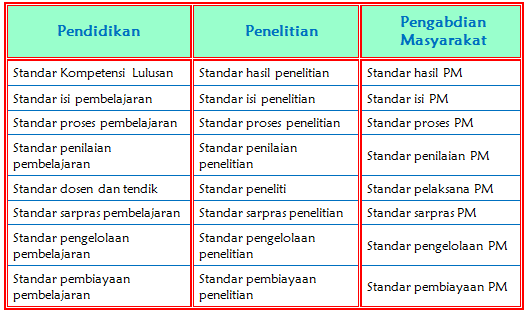 Pendidikan
Penelitian
Pengabdian
Masyarakat
Standar Kompetensi Lulusan
Standar hasil penelitian
Standar hasil PM
Standar isi pembelajaran
Standar isi penelitian
Standar isi PM
Standar proses pembelajaran
Standar proses penelitian
Standar proses PM
Standar penilaian
pembelajaran
Standar penilaian
penelitian
Standar penilaian PM
Standar dosen dan tendik
Standar peneliti
Standar pelaksana PM
Standar sarpras pembelajaran
Standar sarpras penelitian
Standar sarpras PM
Standar pengelolaan
pembelajaran
Standar pengelolaan
penelitian
Standar pengelolaan PM
Standar pembiayaan
pembelajaran
Standar pembiayaan
penelitian
Standar pembiayaan PM